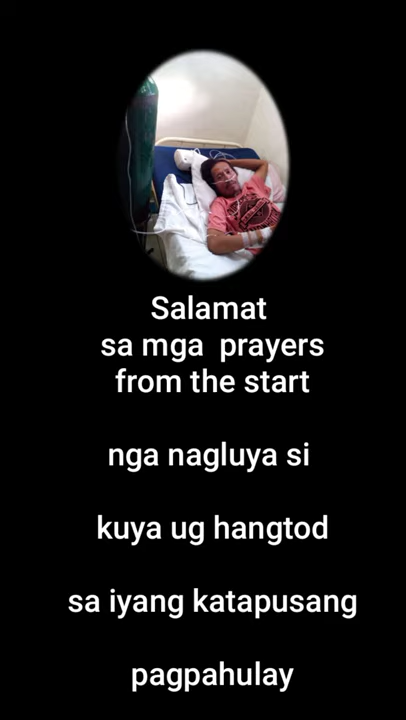 Salamat
sa mga prayers
from the start
nga nagluya si
kuya ug hangtod
sa iyang katapusang
pagpahulay